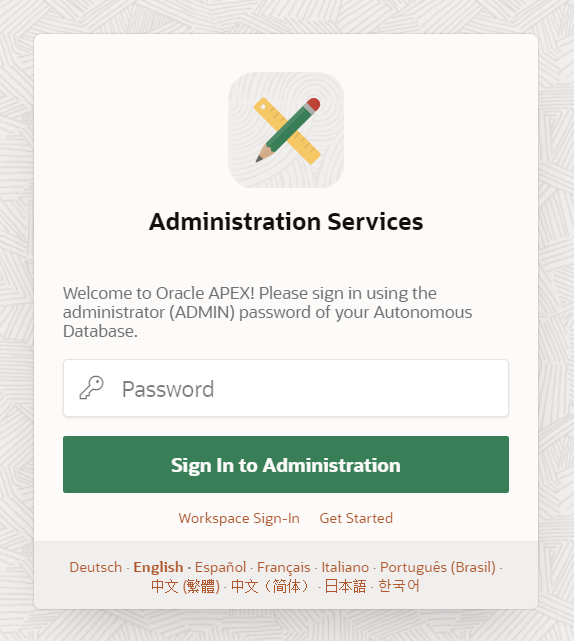 Administration Services
Welcome to Oracle APEX! Please sign in using the
administrator (ADMIN) password of your Autonomous
Database.
Password
Sign In to Administration
Workspace Sign-In Get Started
Deutsch · English · Español · Français · Italiano · Português (Brasil) ·
中文 (繁體) · 中文（简体） · 日本語 · 한국어